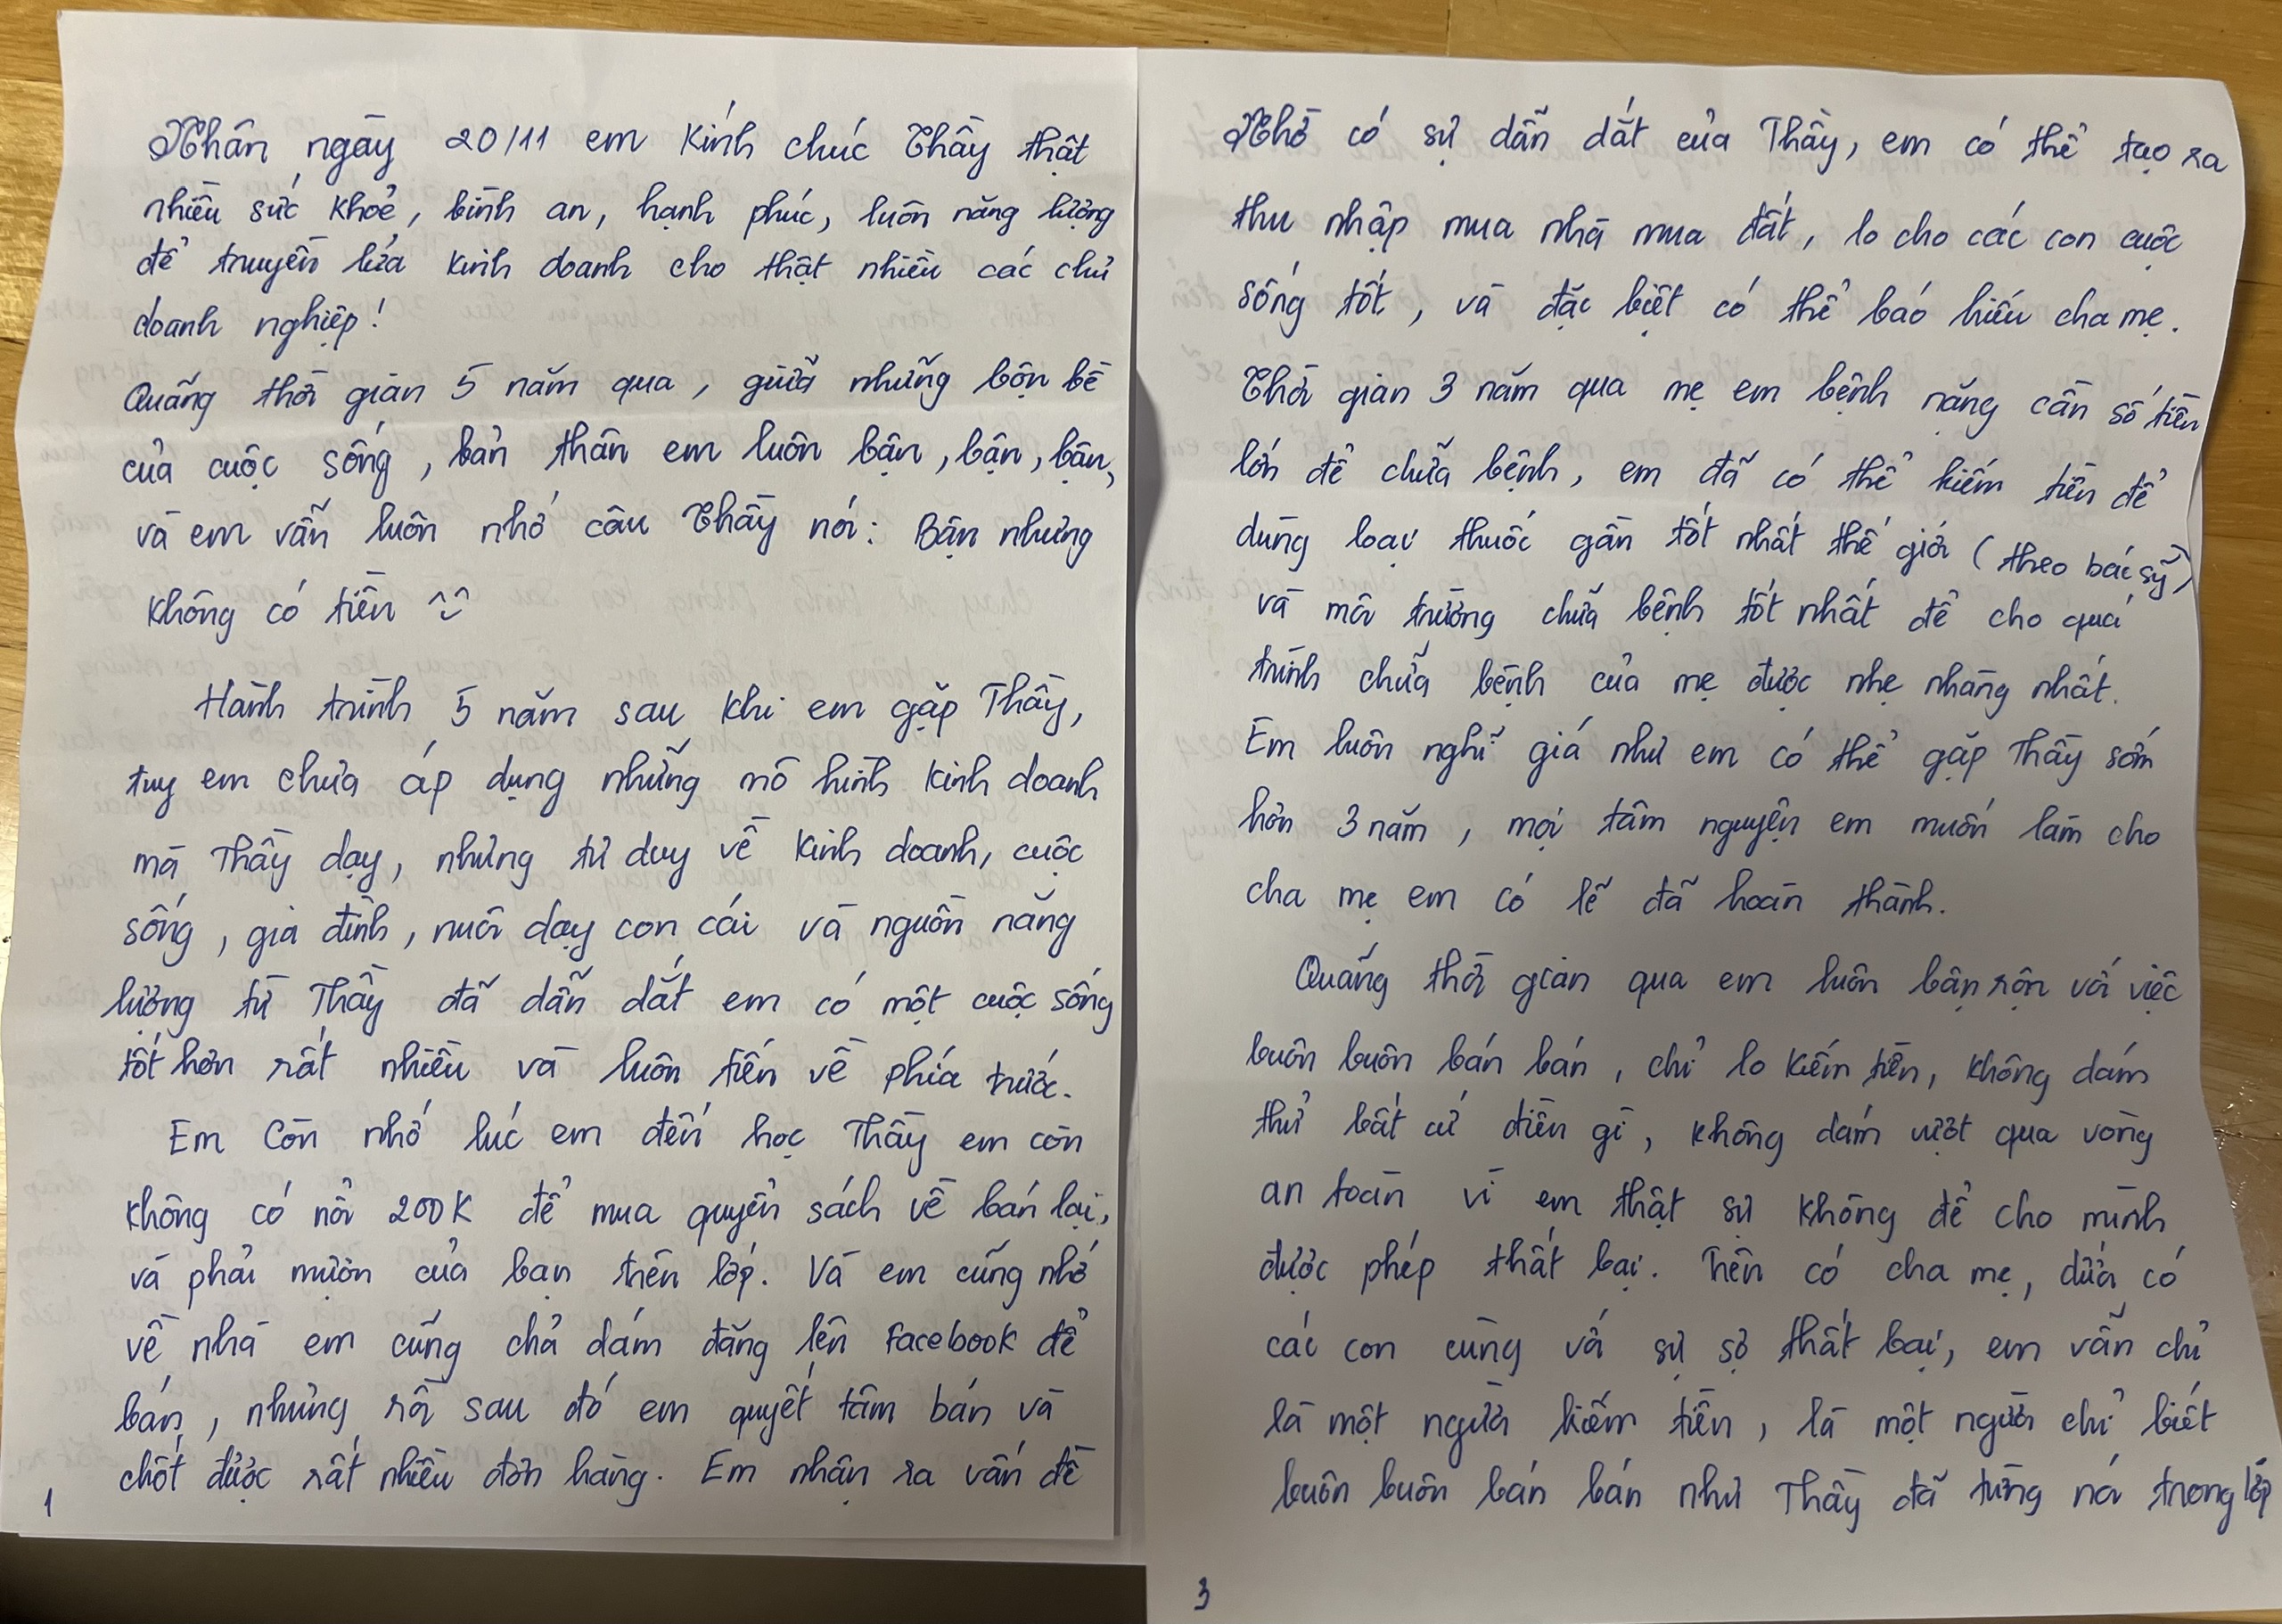 Nhân ngày 20/11 em kính chúc Thầy thật
nhiều sức khoẻ, bình an, hạnh phúc, luôn năng lượng
để truyền lửa kinh doanh cho thật nhiều các chủ
doanh nghiệp!
Quãng thời gian 5 năm qua, giữa những bộn bề
của cuộc sống, bản thân em luôn bận, bận, bận,
và em vẫn luôn nhớ câu Thầy nói: Bận nhưng
không có tiền ^^
Hành trình 5 năm sau khi em gặp Thầy,
tuy em chưa áp dụng những mô hình kinh doanh
mà Thầy dạy, nhưng tư duy về kinh doanh, cuộc
sống, gia đình, nuôi dạy con cái và nguồn năng
lượng từ Thầy đã dẫn dắt em có một cuộc sống
tốt hơn rất nhiều và luôn tiến về phía trước.
Em còn nhớ lúc em đến học Thầy em còn
không có nổi 200K để mua quyển sách về bán lại,
và phải mượn của bạn trên lớp. Và em cũng nhớ
về nhà em cũng chả dám đăng lên Facebook để
bán, nhưng rồi sau đó em quyết tâm bán và
chốt được rất nhiều đơn hàng. Em nhận ra vấn đề
1
Nhờ có sự dẫn dắt của Thầy, em có thể tạo ra
thu nhập mua nhà mua đất, lo cho các con cuộc
sống tốt, và đặc biệt có thể báo hiếu cha mẹ.
Thời gian 3 năm qua mẹ em bệnh nặng cần số tiền
lớn để chữa bệnh, em đã có thể kiếm tiền để
dùng loại thuốc gần tốt nhất thế giới (theo bác sỹ)
và môi trường chữa bệnh tốt nhất để cho quá
trình chữa bệnh của mẹ được nhẹ nhàng nhất.
Em luôn nghĩ giá như em có thể gặp Thầy sớm
hơn 3 năm, mọi tâm nguyện em muốn làm cho
cha mẹ em có lẽ đã hoàn thành.
Quãng thời gian qua em luôn bận rộn với việc
buôn buôn bán bán, chỉ lo kiếm tiền, không dám
thử bất cứ điều gì, không dám vượt qua vòng
an toàn vì em thật sự không để cho mình
được phép thất bại. Trên có cha mẹ, dưới có
các con cùng với sự sợ thất bại, em vẫn chỉ
là một người kiếm tiền, là một người chỉ biết
buôn buôn bán bán như Thầy đã từng nói trong lớp
3